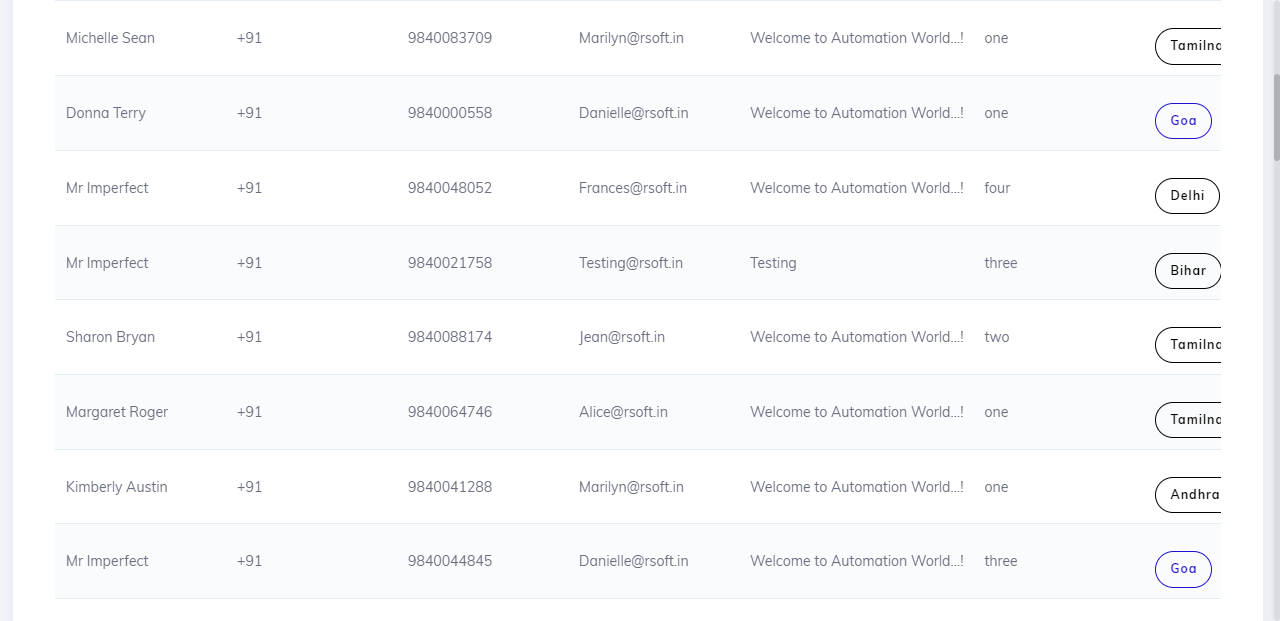 Michelle Sean +91 9840083709 Marilyn@rsoft.in Welcome to Automation World...! one Tamilna
Donna Terry +91 9840000558 Danielle@rsoft.in Welcome to Automation World...! one Goa
Mr Imperfect +91 9840048052 Frances@rsoft.in Welcome to Automation World...! four Delhi
Mr Imperfect +91 9840021758 Testing@rsoft.in Testing three Bihar
Sharon Bryan +91 9840088174 Jean@rsoft.in Welcome to Automation World...! two Tamilna
Margaret Roger +91 9840064746 Alice@rsoft.in Welcome to Automation World...! one Tamilna
Kimberly Austin +91 9840041288 Marilyn@rsoft.in Welcome to Automation World...! one Andhra
Mr Imperfect +91 9840044845 Danielle@rsoft.in Welcome to Automation World...! three Goa